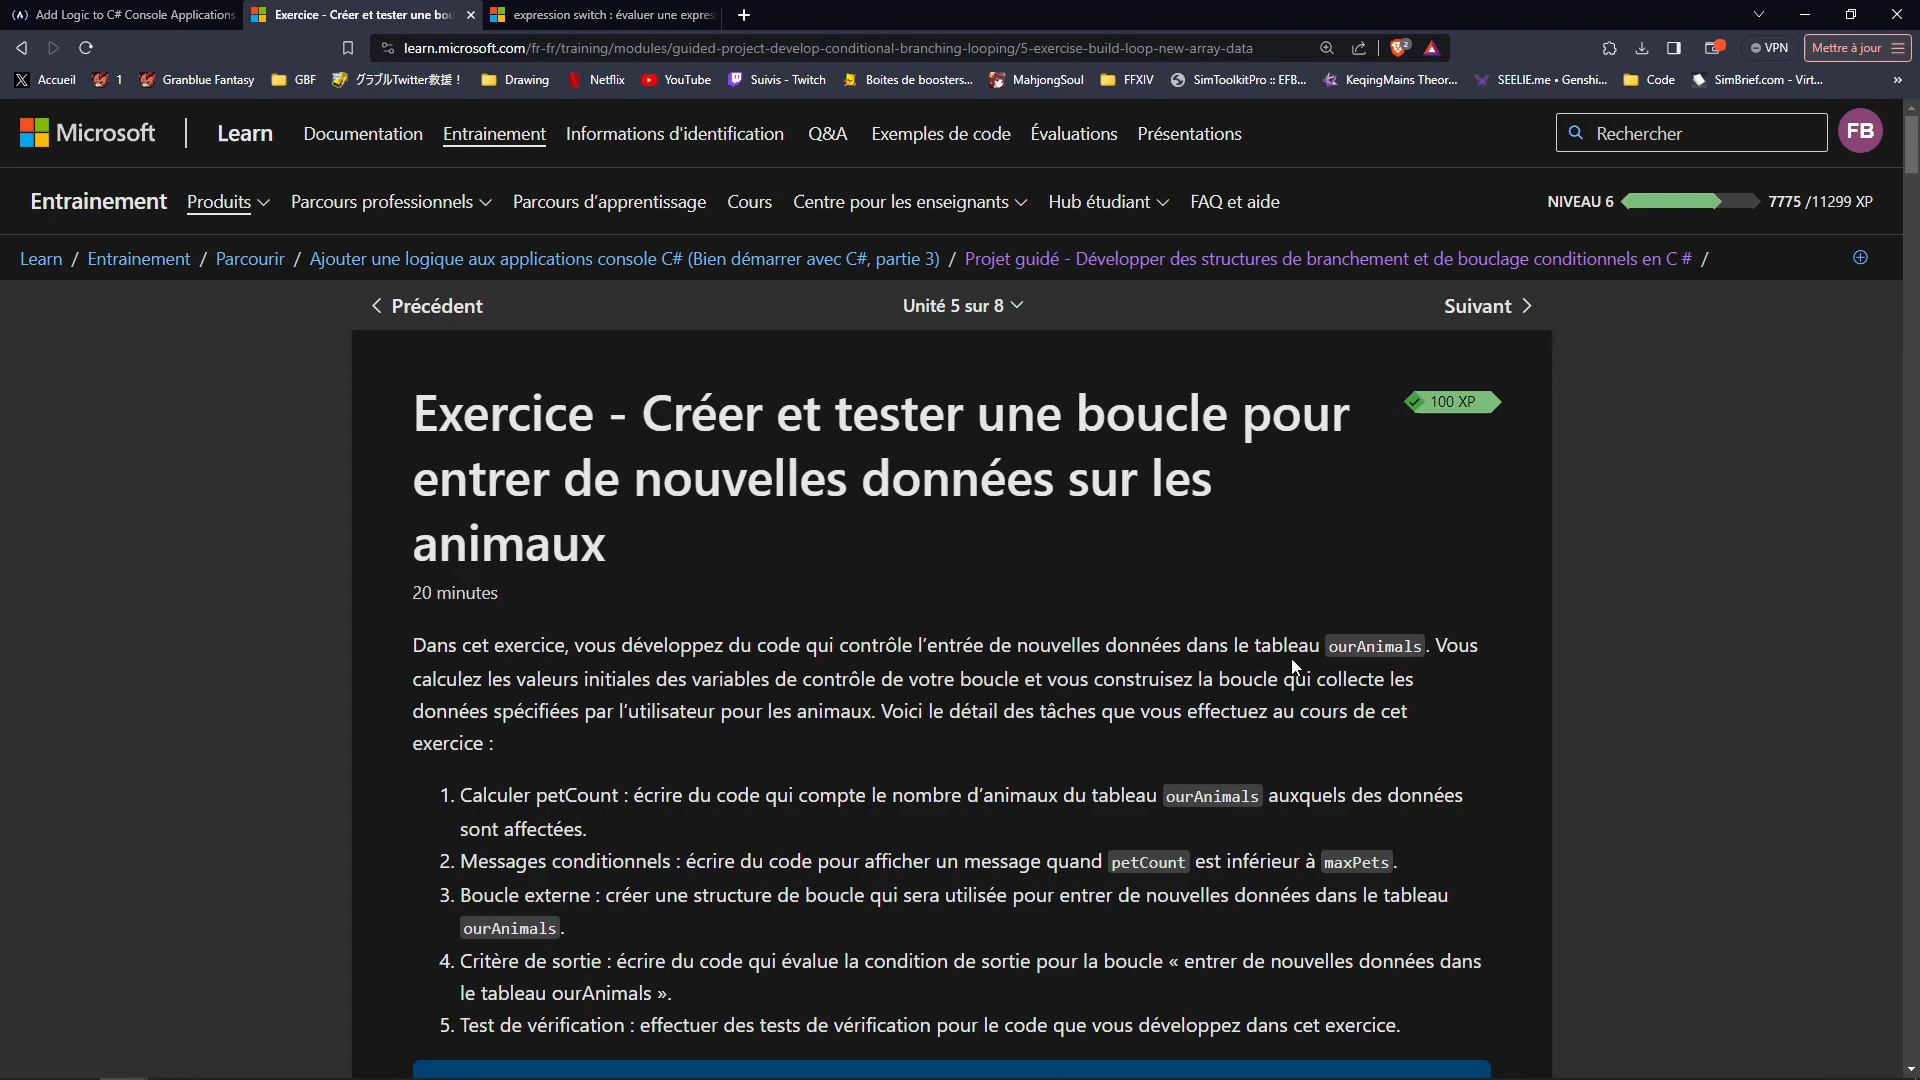 Add Logic to C# Console Applications
Exercice - Créer et tester une bou
expression switch : évaluer une expres
learn.microsoft.com/fr-fr/training/modules/guided-project-develop-conditional-branching-looping/5-exercise-build-loop-new-array-data
2
VPN
Mettre à jour
Accueil
1
Granblue Fantasy
GBF
グラブルTwitter救援！
Drawing
Netflix
YouTube
Suivis - Twitch
Boites de boosters...
MahjongSoul
FFXIV
SimToolkitPro :: EFB...
KeqingMains Theor...
SEELIE.me • Genshi...
Code
SimBrief.com - Virt...
»
Microsoft
Learn
Documentation
Entrainement
Informations d'identification
Q&A
Exemples de code
Évaluations
Présentations
Rechercher
FB
Entrainement
Produits
Parcours professionnels
Parcours d'apprentissage
Cours
Centre pour les enseignants
Hub étudiant
FAQ et aide
NIVEAU 6
7775 /11299 XP
Learn / Entrainement / Parcourir / Ajouter une logique aux applications console C# (Bien démarrer avec C#, partie 3) / Projet guidé - Développer des structures de branchement et de bouclage conditionnels en C # /
Précédent
Unité 5 sur 8
Suivant
Exercice - Créer et tester une boucle pour
entrer de nouvelles données sur les
animaux
100 XP
20 minutes
Dans cet exercice, vous développez du code qui contrôle l'entrée de nouvelles données dans le tableau ourAnimals. Vous
calculez les valeurs initiales des variables de contrôle de votre boucle et vous construisez la boucle qui collecte les
données spécifiées par l'utilisateur pour les animaux. Voici le détail des tâches que vous effectuez au cours de cet
exercice :
1. Calculer petCount : écrire du code qui compte le nombre d'animaux du tableau ourAnimals auxquels des données
sont affectées.
2. Messages conditionnels : écrire du code pour afficher un message quand petCount est inférieur à maxPets.
3. Boucle externe : créer une structure de boucle qui sera utilisée pour entrer de nouvelles données dans le tableau
ourAnimals.
4. Critère de sortie : écrire du code qui évalue la condition de sortie pour la boucle « entrer de nouvelles données dans
le tableau ourAnimals ».
5. Test de vérification : effectuer des tests de vérification pour le code que vous développez dans cet exercice.